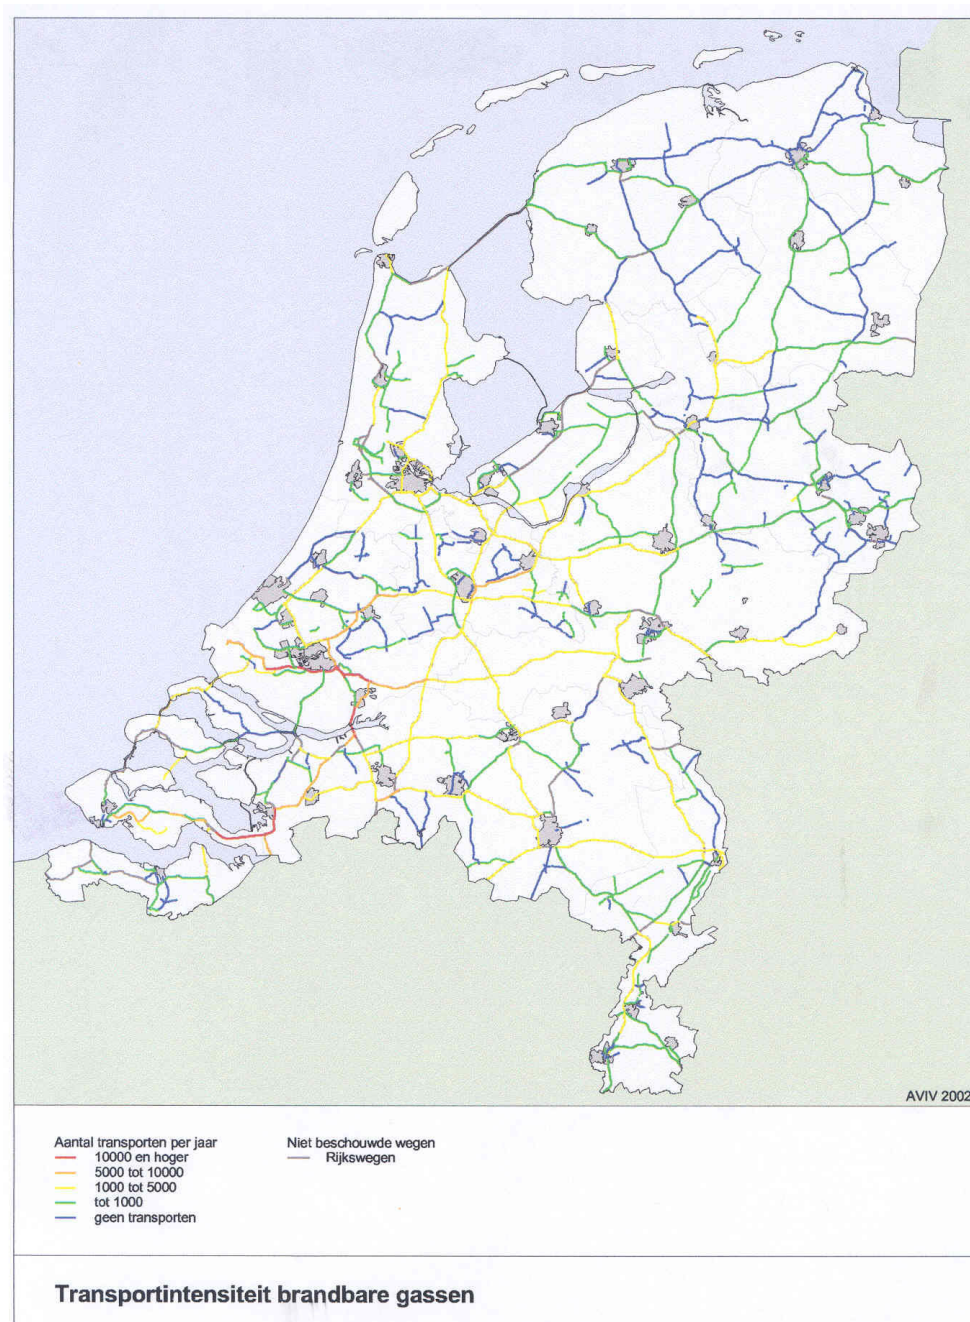 AVIV 2002
Aantal transporten per jaar
10000 en hoger
5000 tot 10000
1000 tot 5000
tot 1000
geen transporten
Niet beschouwde wegen
Rijkswegen
Transportintensiteit brandbare gassen